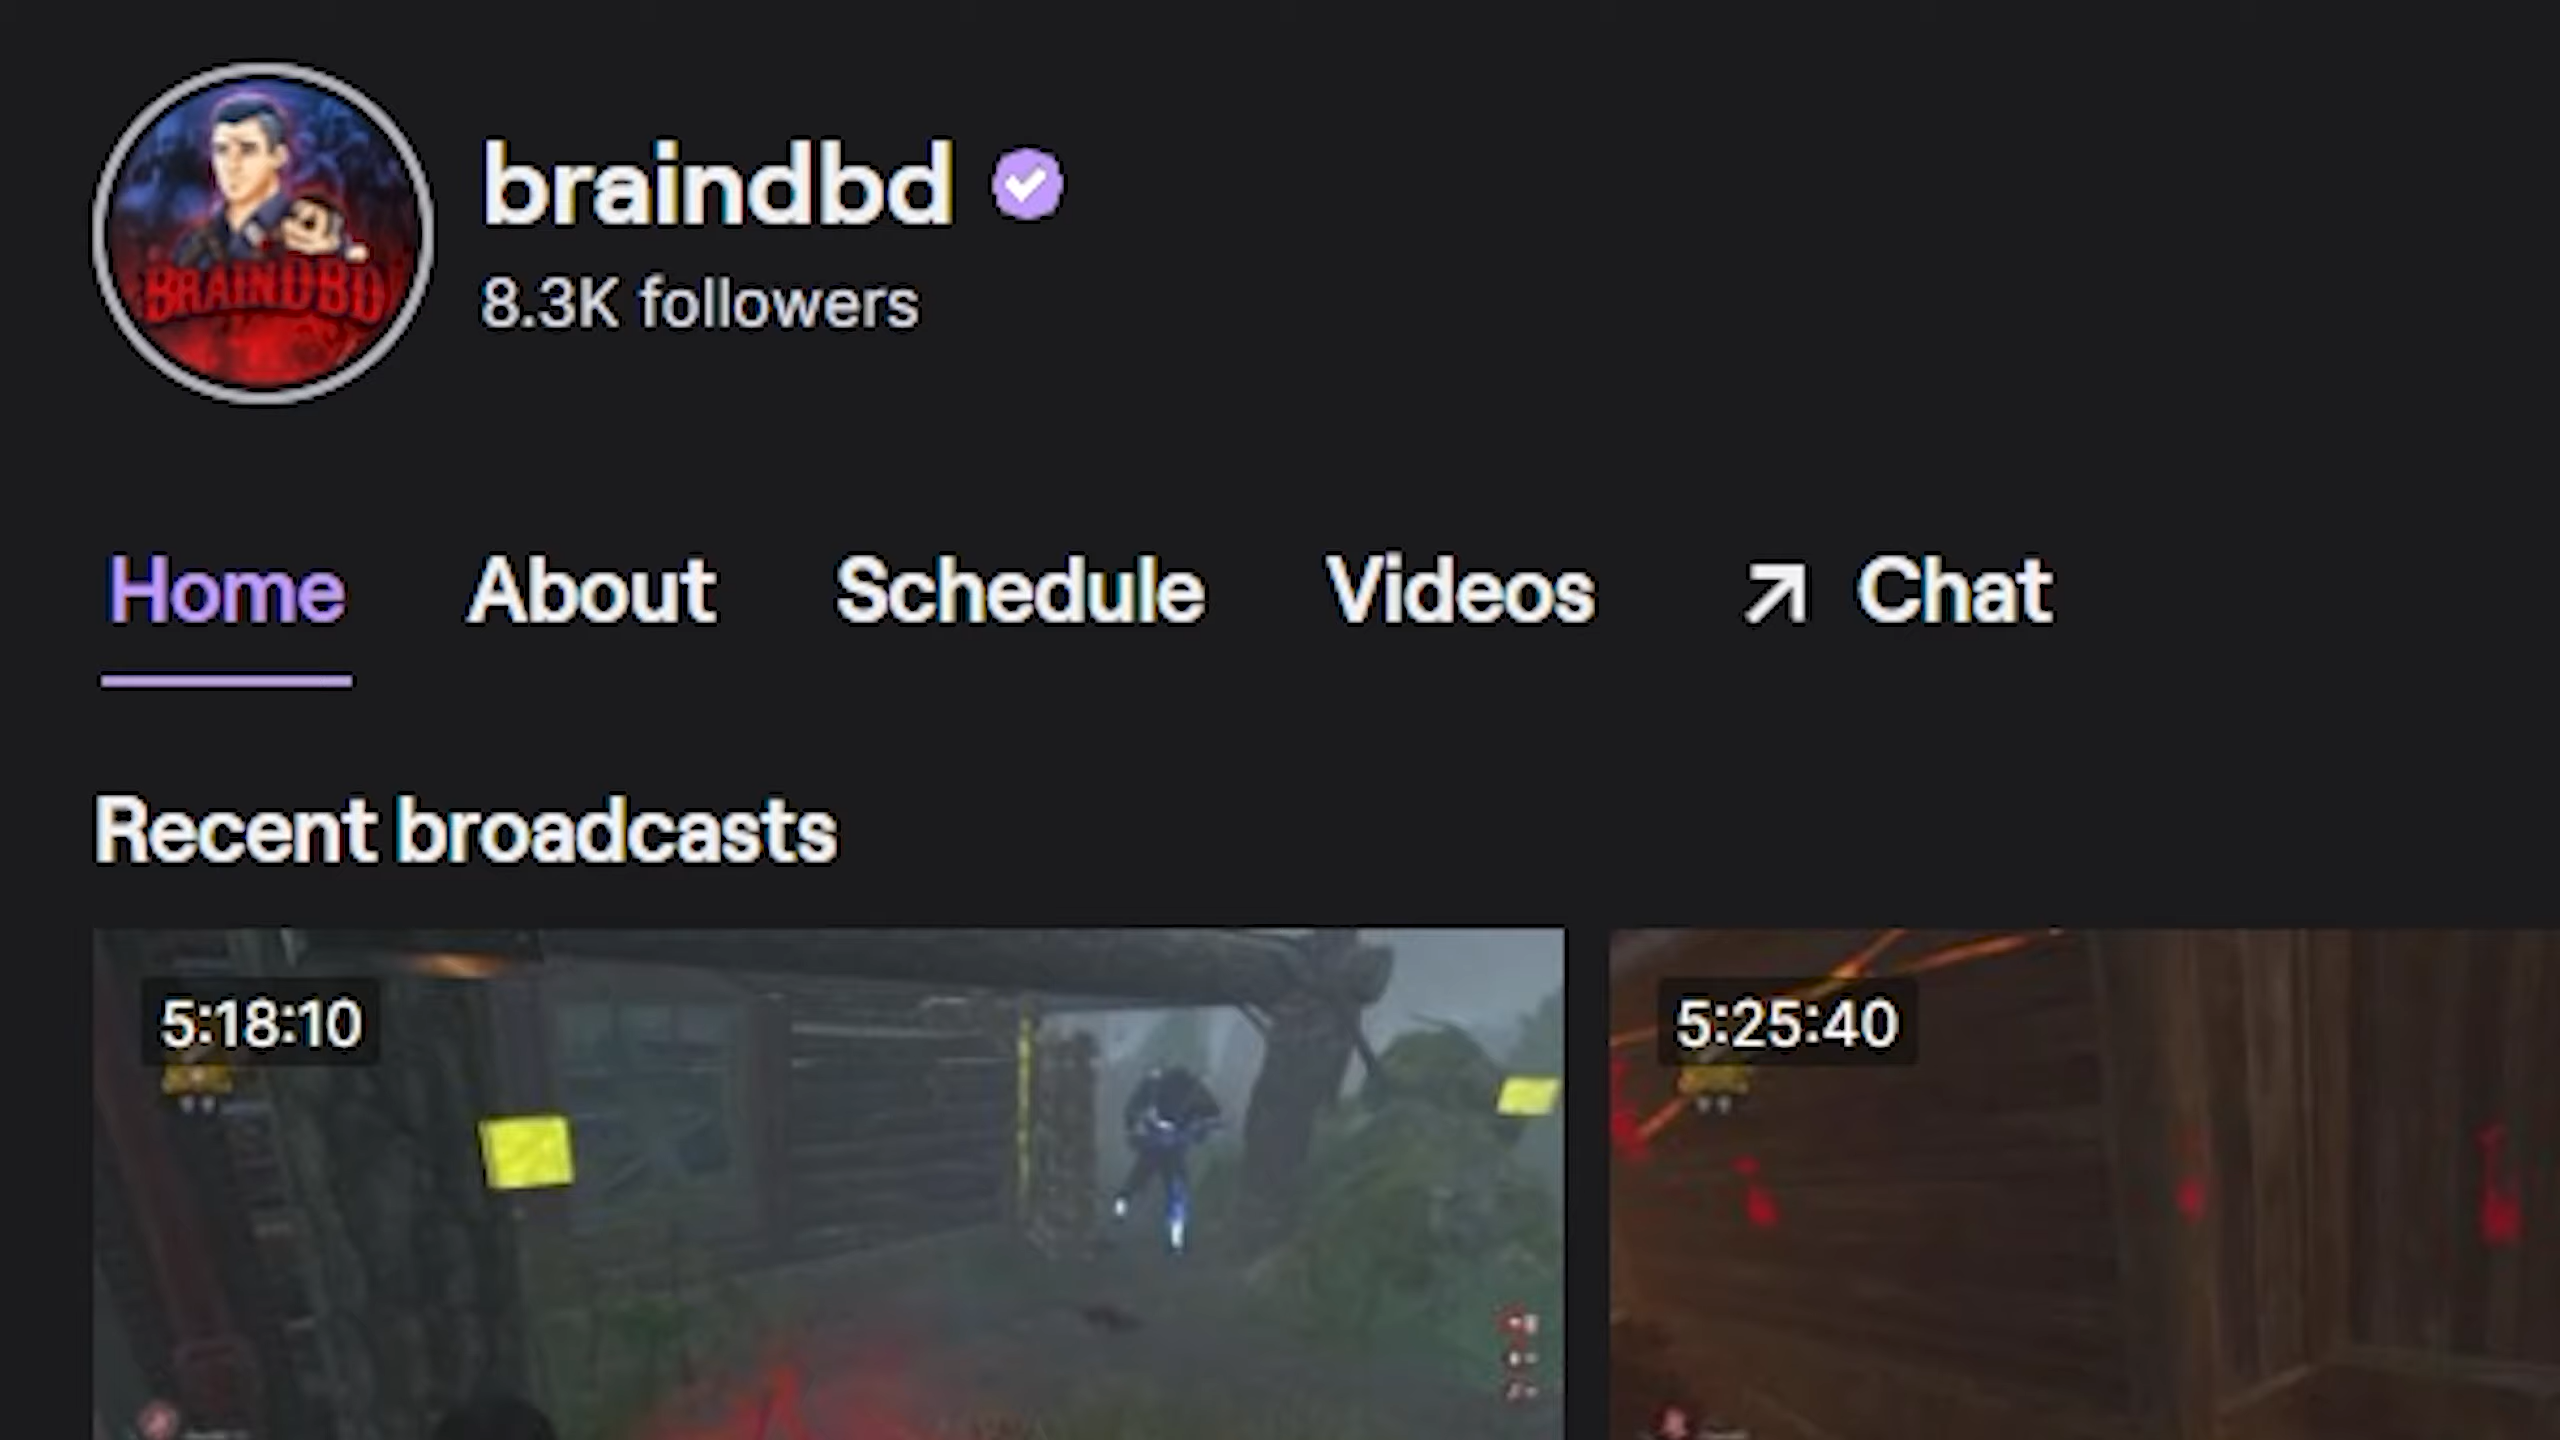 BRAINDBD
braindbd
8.3K followers
Home About Schedule Videos Chat
Recent broadcasts
5:18:10 5:25:40